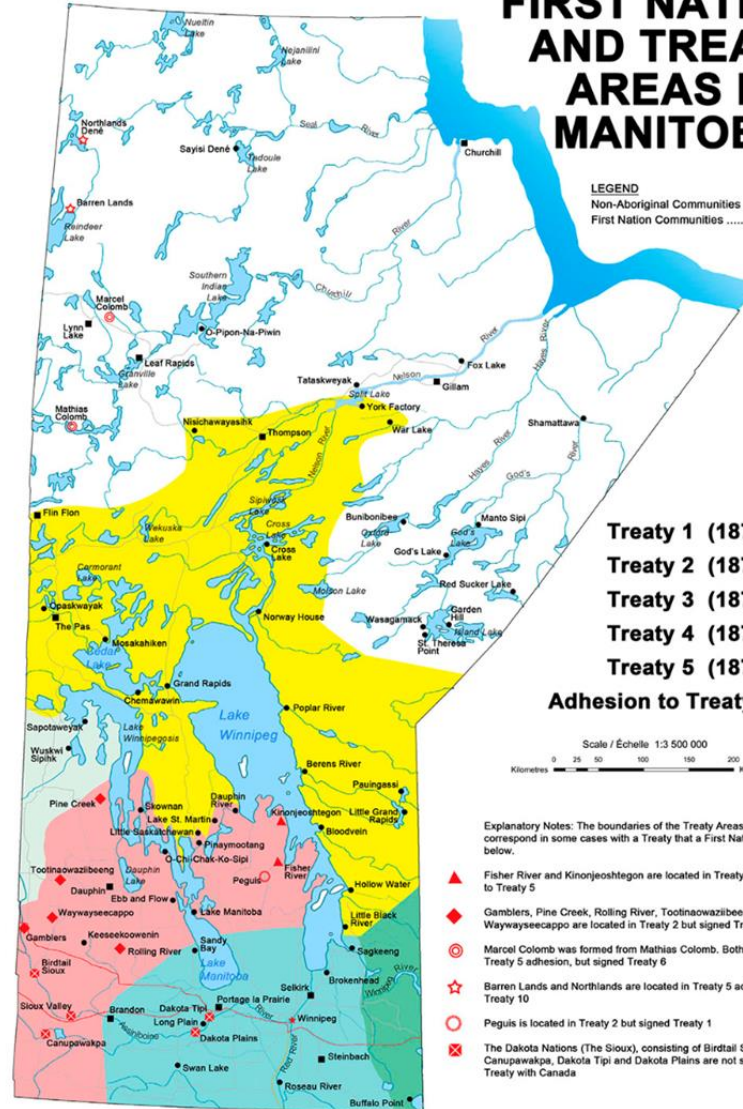 FIRST NATI
AND TREA
AREAS I
MANITOB
LEGEND
Non-Aboriginal Communities
First Nation Communities .....
Nueltin
Lake
Nejanilini
Lake
Northlands
Dené
Sayisi Dené
Tadoule
Lake
Seal River
Churchill
Barren Lands
Reindeer
Lake
River
Southern
Indian
Lake
Churchill
Marcel
Colomb
Lynn
Lake
O-Pipon-Na-Piwin
Leaf Rapids
Granville
Lake
Fox Lake
River
Nelson
Gillam
Hayes River
Tataskweyak
Split Lake
York Factory
Mathias
Colomb
Nisichawayasihk
Thompson
War Lake
Shamattawa
Nelson River
Hayes River
God's
River
Flin Flon
Sipiwesk
Lake
Wekuska
Lake
Cross
Lake
Cross
Lake
Bunibonibee
Oxford
Lake
Manto Sipi
God's
Lake
God's Lake
Cormorant
Lake
Molson Lake
Red Sucker Lake
Opaskwayak
The Pas
Norway House
Wasagamack
Garden
Hill
Island Lake
St. Theresa
Point
Mosakahiken
Cedar
Lake
Grand Rapids
Chemawawin
Lake
Winnipeg
Poplar River
Sapotaweyak
Lake
Winnipegosis
Wuskwi
Sipihk
Berens River
Pauingassi
Pine Creek
Skownan
Dauphin
River
Lake St. Martin
Kinonjeoshtegon
Little Grand
Rapids
Little Saskatchewan
Bloodvein
Pinaymootang
O-Chi-Chak-Ko-Sipi
Tootinaowaziibeeng
Dauphin
Lake
Peguis
Fisher
River
Dauphin
Ebb and Flow
Hollow Water
Waywayseecappo
Lake Manitoba
Little Black
River
Gamblers
Keeseekoowenin
Rolling River
Sandy
Bay
Sagkeeng
Birdtail
Sioux
Lake
Manitoba
Brokenhead
Winnipeg River
Selkirk
Sioux Valley
Brandon
Dakota Tipi
Portage la Prairie
Long Plain
Winnipeg
Assiniboine
Canupawakpa
Dakota Plains
Red River
Steinbach
Swan Lake
Roseau River
Buffalo Point
Treaty 1 (187
Treaty 2 (187
Treaty 3 (187
Treaty 4 (187
Treaty 5 (187
Adhesion to Treaty
Scale / Échelle 1:3 500 000
Kilometres 0 25 50 100 150 200
Explanatory Notes: The boundaries of the Treaty Areas
correspond in some cases with a Treaty that a First Nat
below.
Fisher River and Kinonjeoshtegon are located in Treaty
to Treaty 5
Gamblers, Pine Creek, Rolling River, Tootinaowaziibee
Waywayseecappo are located in Treaty 2 but signed Tr
Marcel Colomb was formed from Mathias Colomb. Both
Treaty 5 adhesion, but signed Treaty 6
Barren Lands and Northlands are located in Treaty 5 ad
Treaty 10
Peguis is located in Treaty 2 but signed Treaty 1
The Dakota Nations (The Sioux), consisting of Birdtail S
Canupawakpa, Dakota Tipi and Dakota Plains are not s
Treaty with Canada